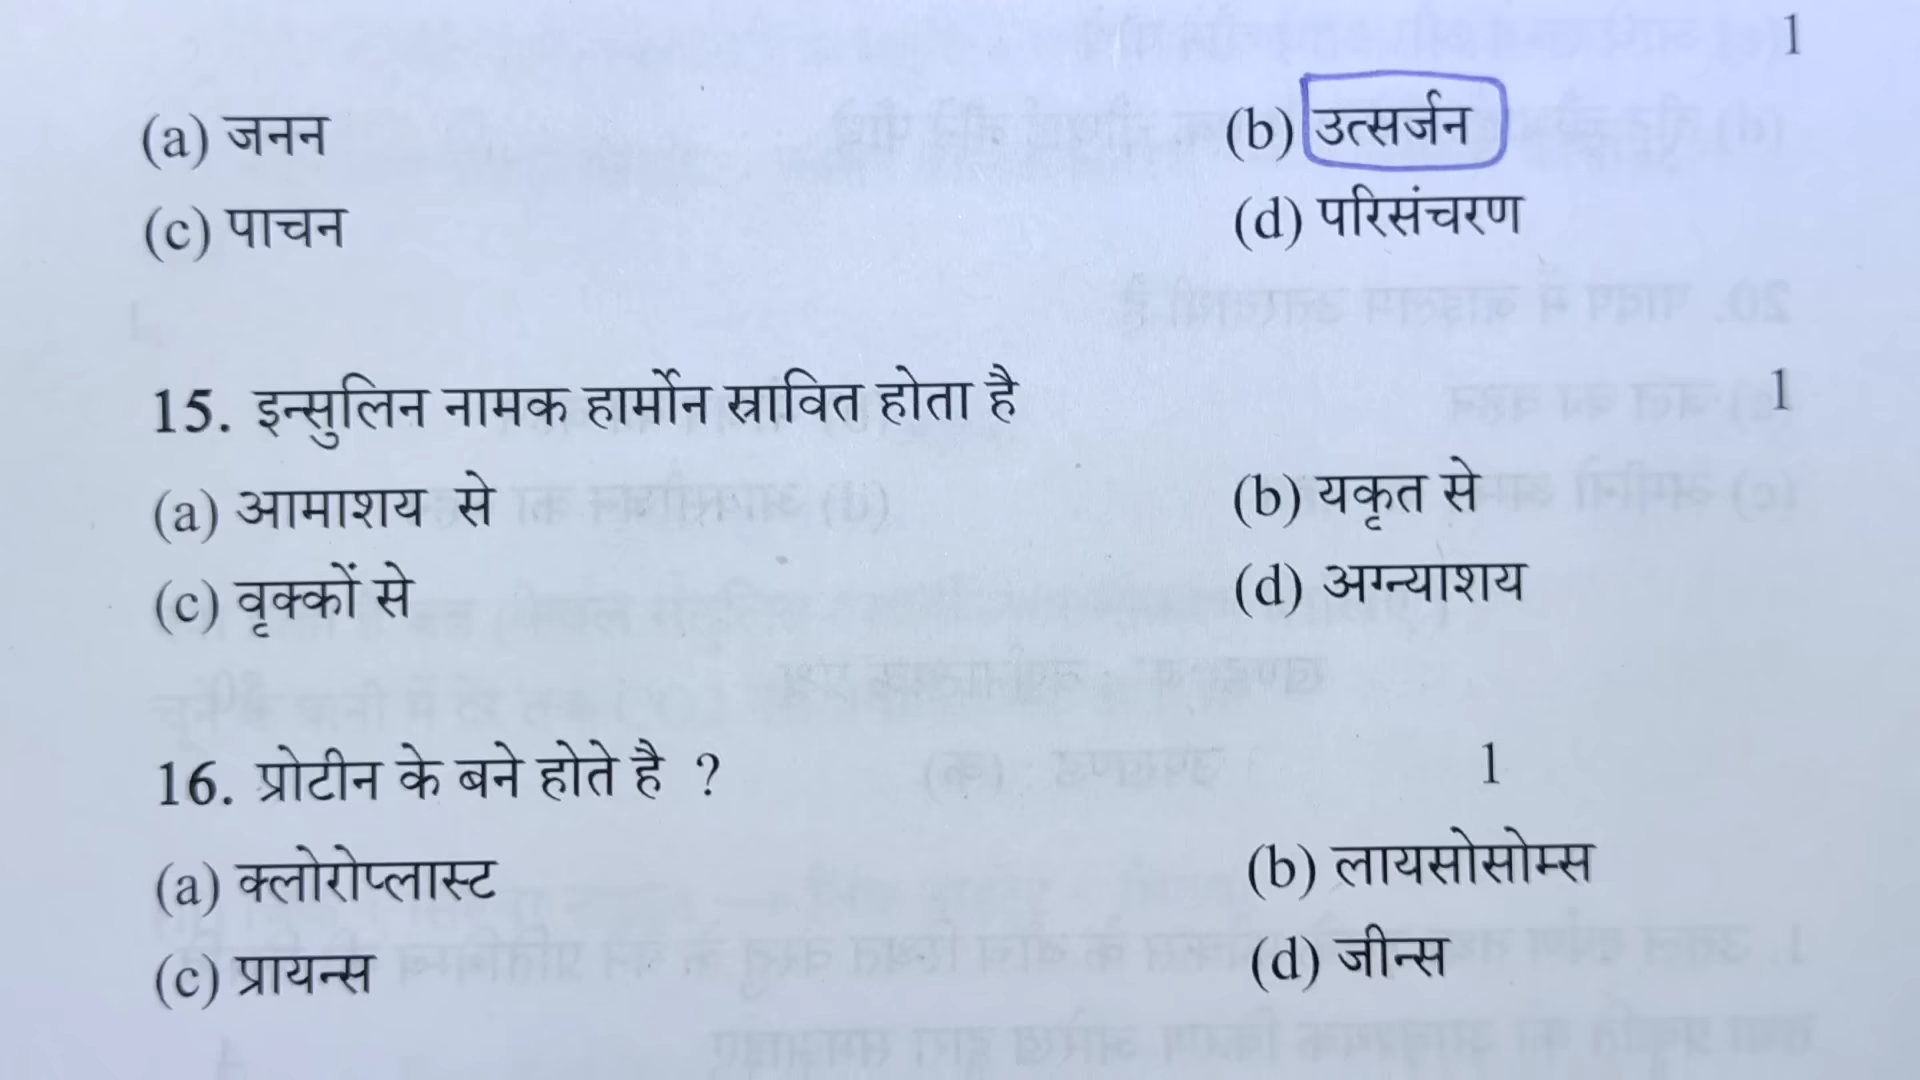 1
(a) जनन (b) उत्सर्जन
(c) पाचन (d) परिसंचरण
15. इन्सुलिन नामक हार्मोन स्रावित होता है 1
(a) आमाशय से (b) यकृत से
(c) वृक्कों से (d) अग्न्याशय
16. प्रोटीन के बने होते है ? 1
(a) क्लोरोप्लास्ट (b) लायसोसोम्स
(c) प्रायन्स (d) जीन्स